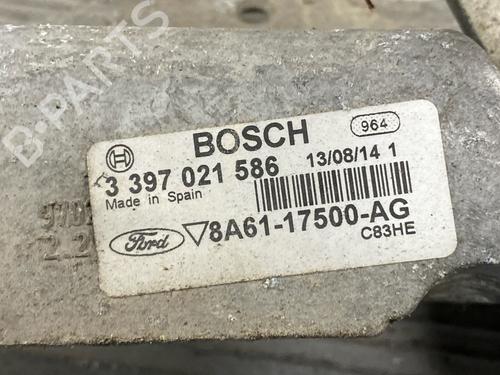 B-PARTS
BOSCH
964
3 397 021 586
13/08/14 1
Made in Spain
Ford
8A61-17500-AG
C83HE